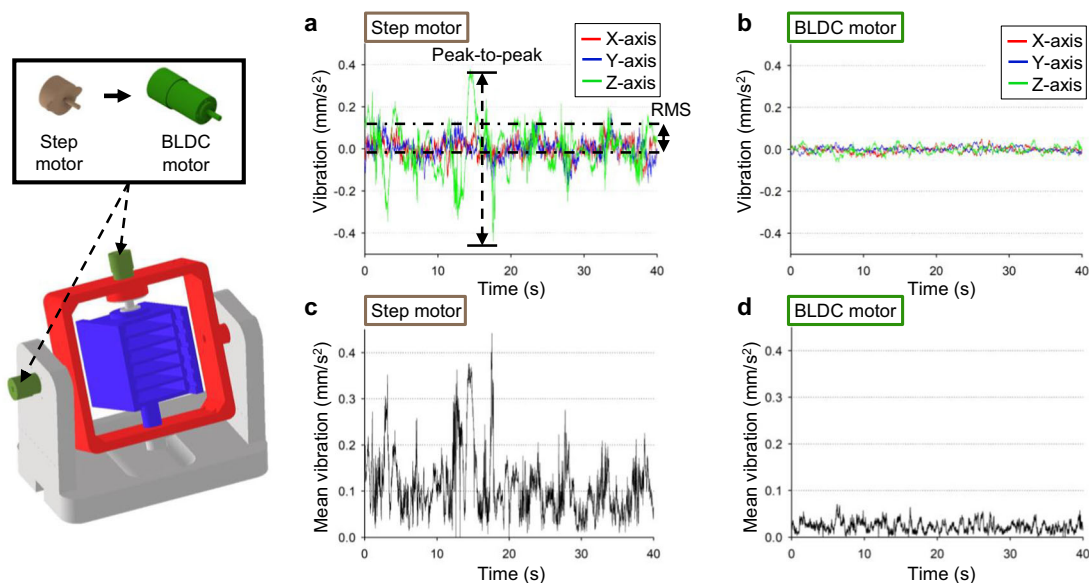 Step
motor
BLDC
motor
a
Step motor
Peak-to-peak
X-axis
Y-axis
Z-axis
RMS
Vibration (mm/s²)
0.4
0.2
0.0
-0.2
-0.4
0
10
20
30
40
Time (s)
b
BLDC motor
X-axis
Y-axis
Z-axis
Vibration (mm/s²)
0.4
0.2
0.0
-0.2
-0.4
0
10
20
30
40
Time (s)
c
Step motor
Mean vibration (mm/s²)
0.4
0.3
0.2
0.1
0.0
0
10
20
30
40
Time (s)
d
BLDC motor
Mean vibration (mm/s²)
0.4
0.3
0.2
0.1
0.0
0
10
20
30
40
Time (s)